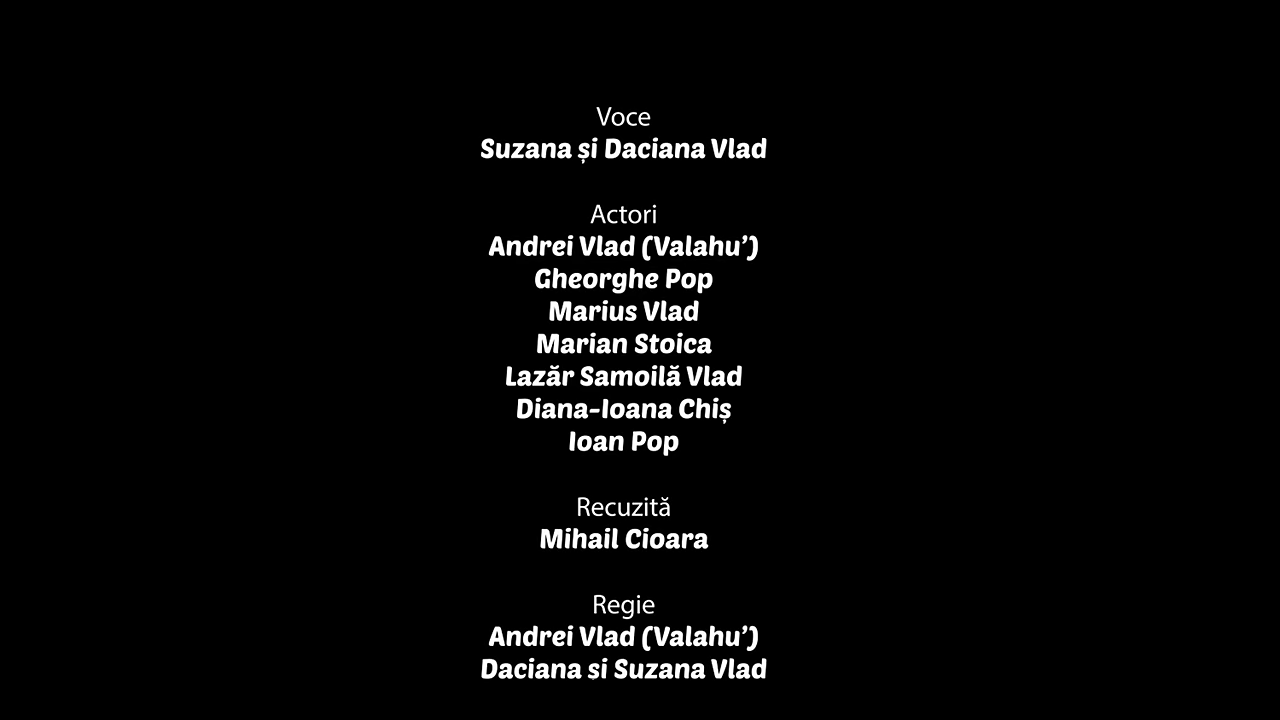 Voce
Suzana și Daciana Vlad
Actori
Andrei Vlad (Valahu’)
Gheorghe Pop
Marius Vlad
Marian Stoica
Lazăr Samoilă Vlad
Diana-Ioana Chiș
Ioan Pop
Recuzită
Mihail Cioara
Regie
Andrei Vlad (Valahu’)
Daciana și Suzana Vlad